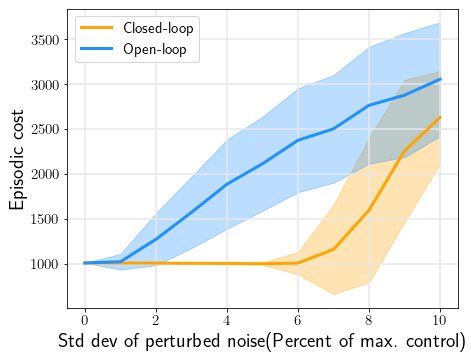 Closed-loop
Open-loop
Episodic cost
3500
3000
2500
2000
1500
1000
0 2 4 6 8 10
Std dev of perturbed noise(Percent of max. control)